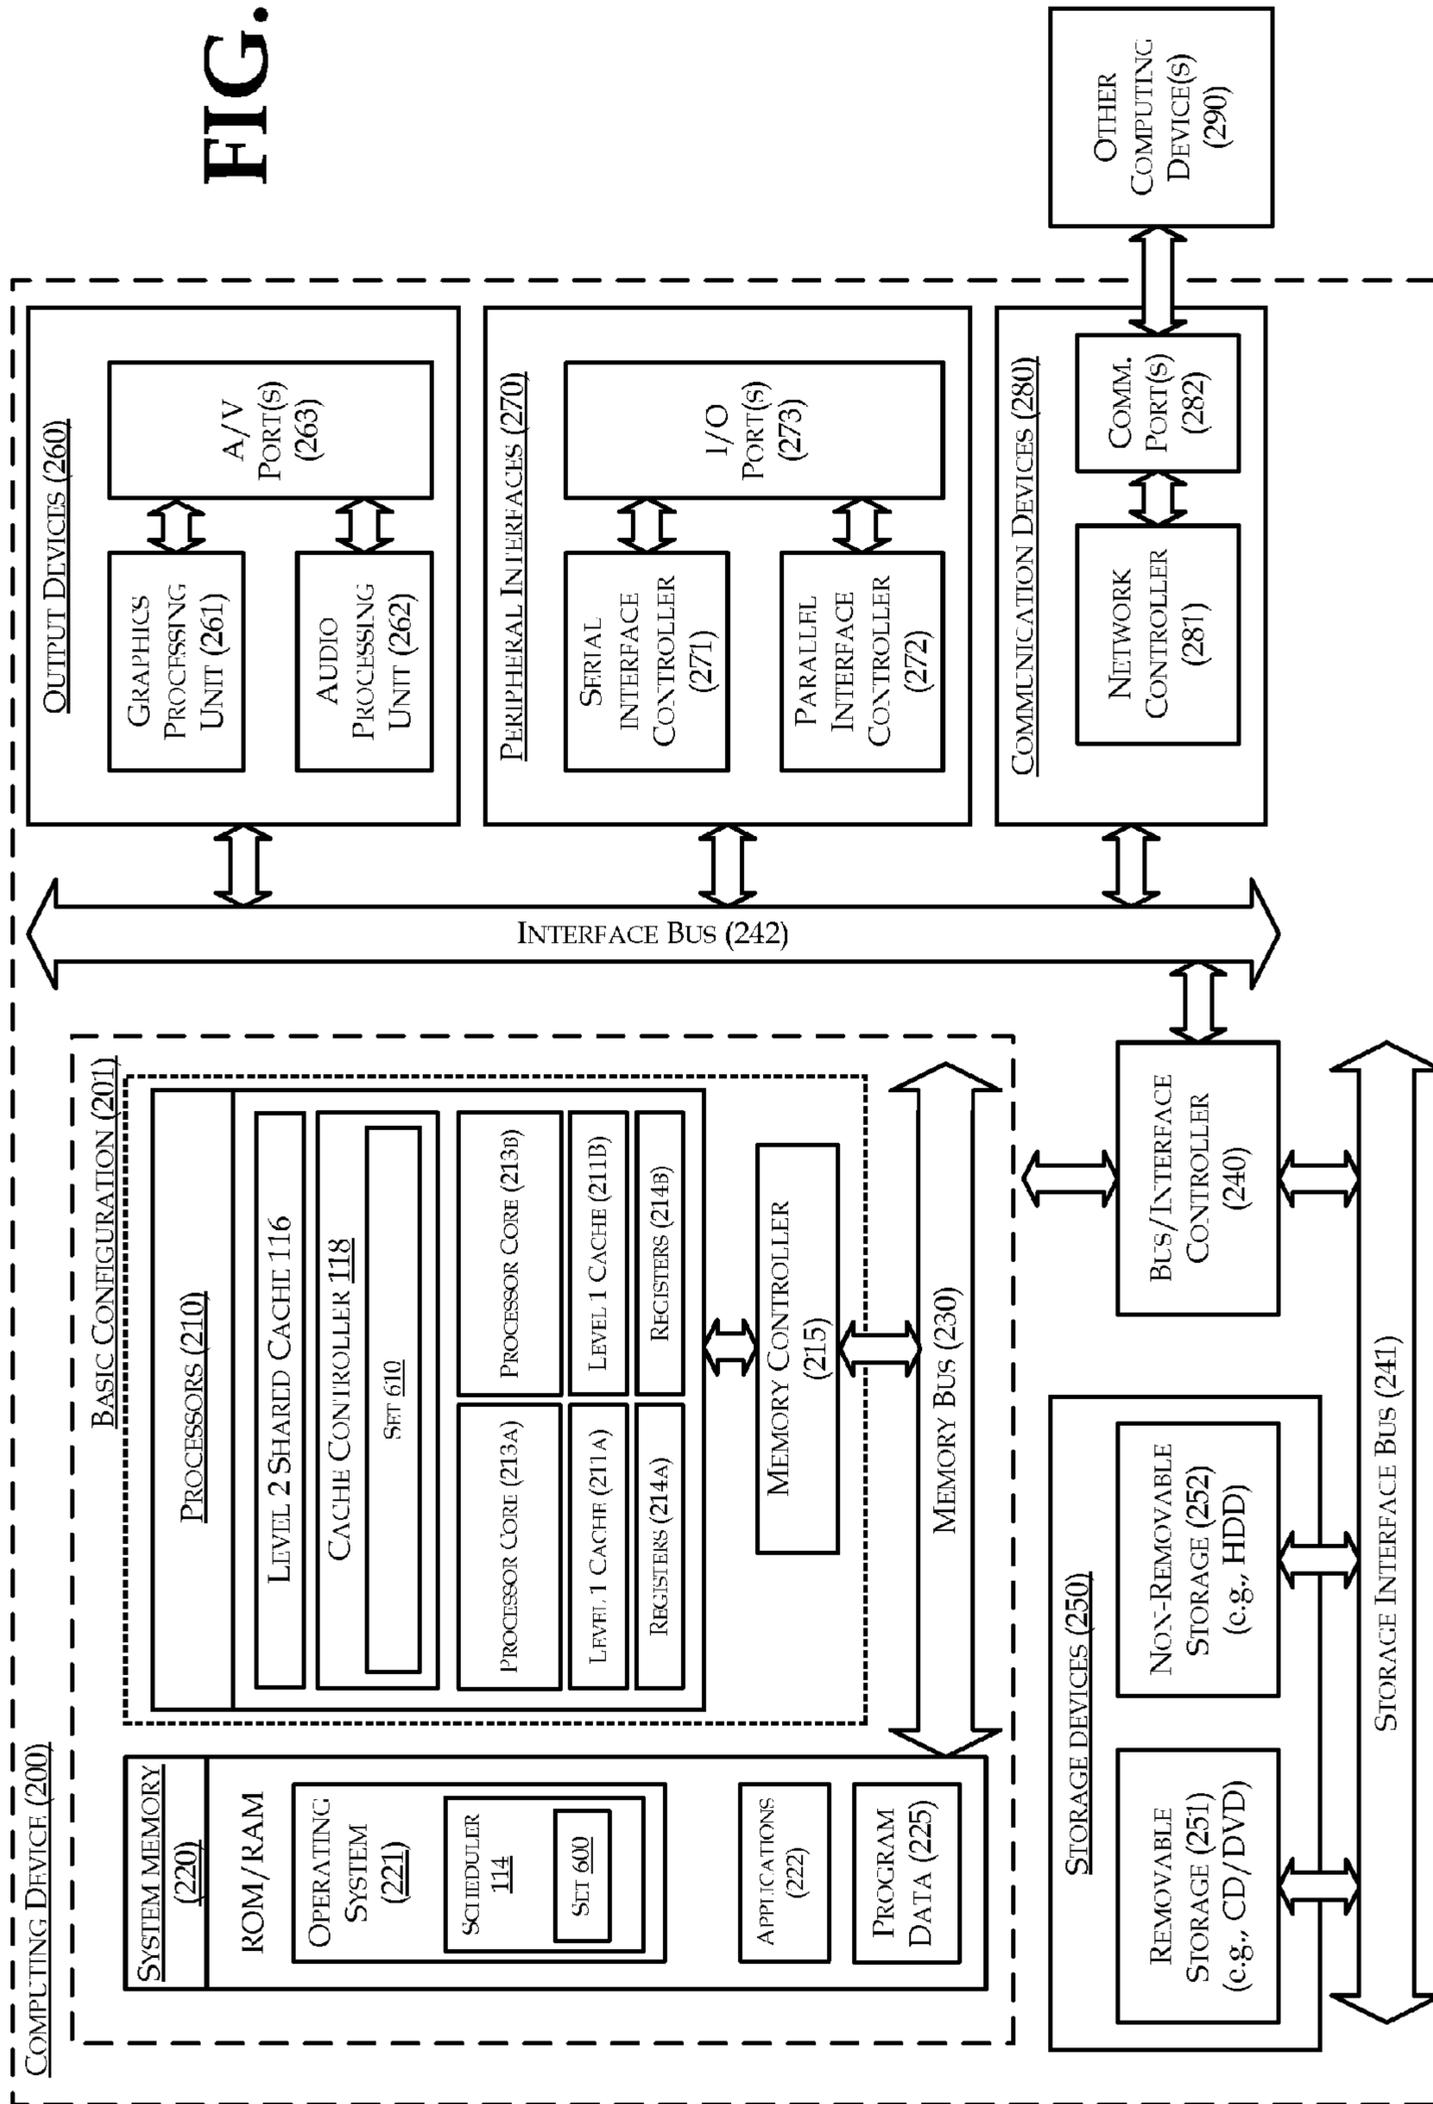 FIG.
COMPUTING DEVICE (200)
BASIC CONFIGURATION (201)
SYSTEM MEMORY
(220)
ROM/RAM
OPERATING
SYSTEM
(221)
SCHEDULER
114
SET 600
APPLICATIONS
(222)
PROGRAM
DATA (225)
PROCESSORS (210)
LEVEL 2 SHARED CACHE 116
CACHE CONTROLLER 118
SET 610
PROCESSOR CORE (213A)
PROCESSOR CORE (213B)
LEVEL 1 CACHE (211A)
LEVEL 1 CACHE (211B)
REGISTERS (214A)
REGISTERS (214B)
MEMORY CONTROLLER
(215)
MEMORY BUS (230)
BUS/INTERFACE
CONTROLLER
(240)
STORAGE DEVICES (250)
REMOVABLE
STORAGE (251)
(e.g., CD/DVD)
NON-REMOVABLE
STORAGE (252)
(e.g., HDD)
STORAGE INTERFACE BUS (241)
INTERFACE BUS (242)
OUTPUT DEVICES (260)
GRAPHICS
PROCESSING
UNIT (261)
AUDIO
PROCESSING
UNIT (262)
A/V
PORT(S)
(263)
PERIPHERAL INTERFACES (270)
SERIAL
INTERFACE
CONTROLLER
(271)
PARALLEL
INTERFACE
CONTROLLER
(272)
I/O
PORT(S)
(273)
COMMUNICATION DEVICES (280)
NETWORK
CONTROLLER
(281)
COMM.
PORT(S)
(282)
OTHER
COMPUTING
DEVICE(S)
(290)